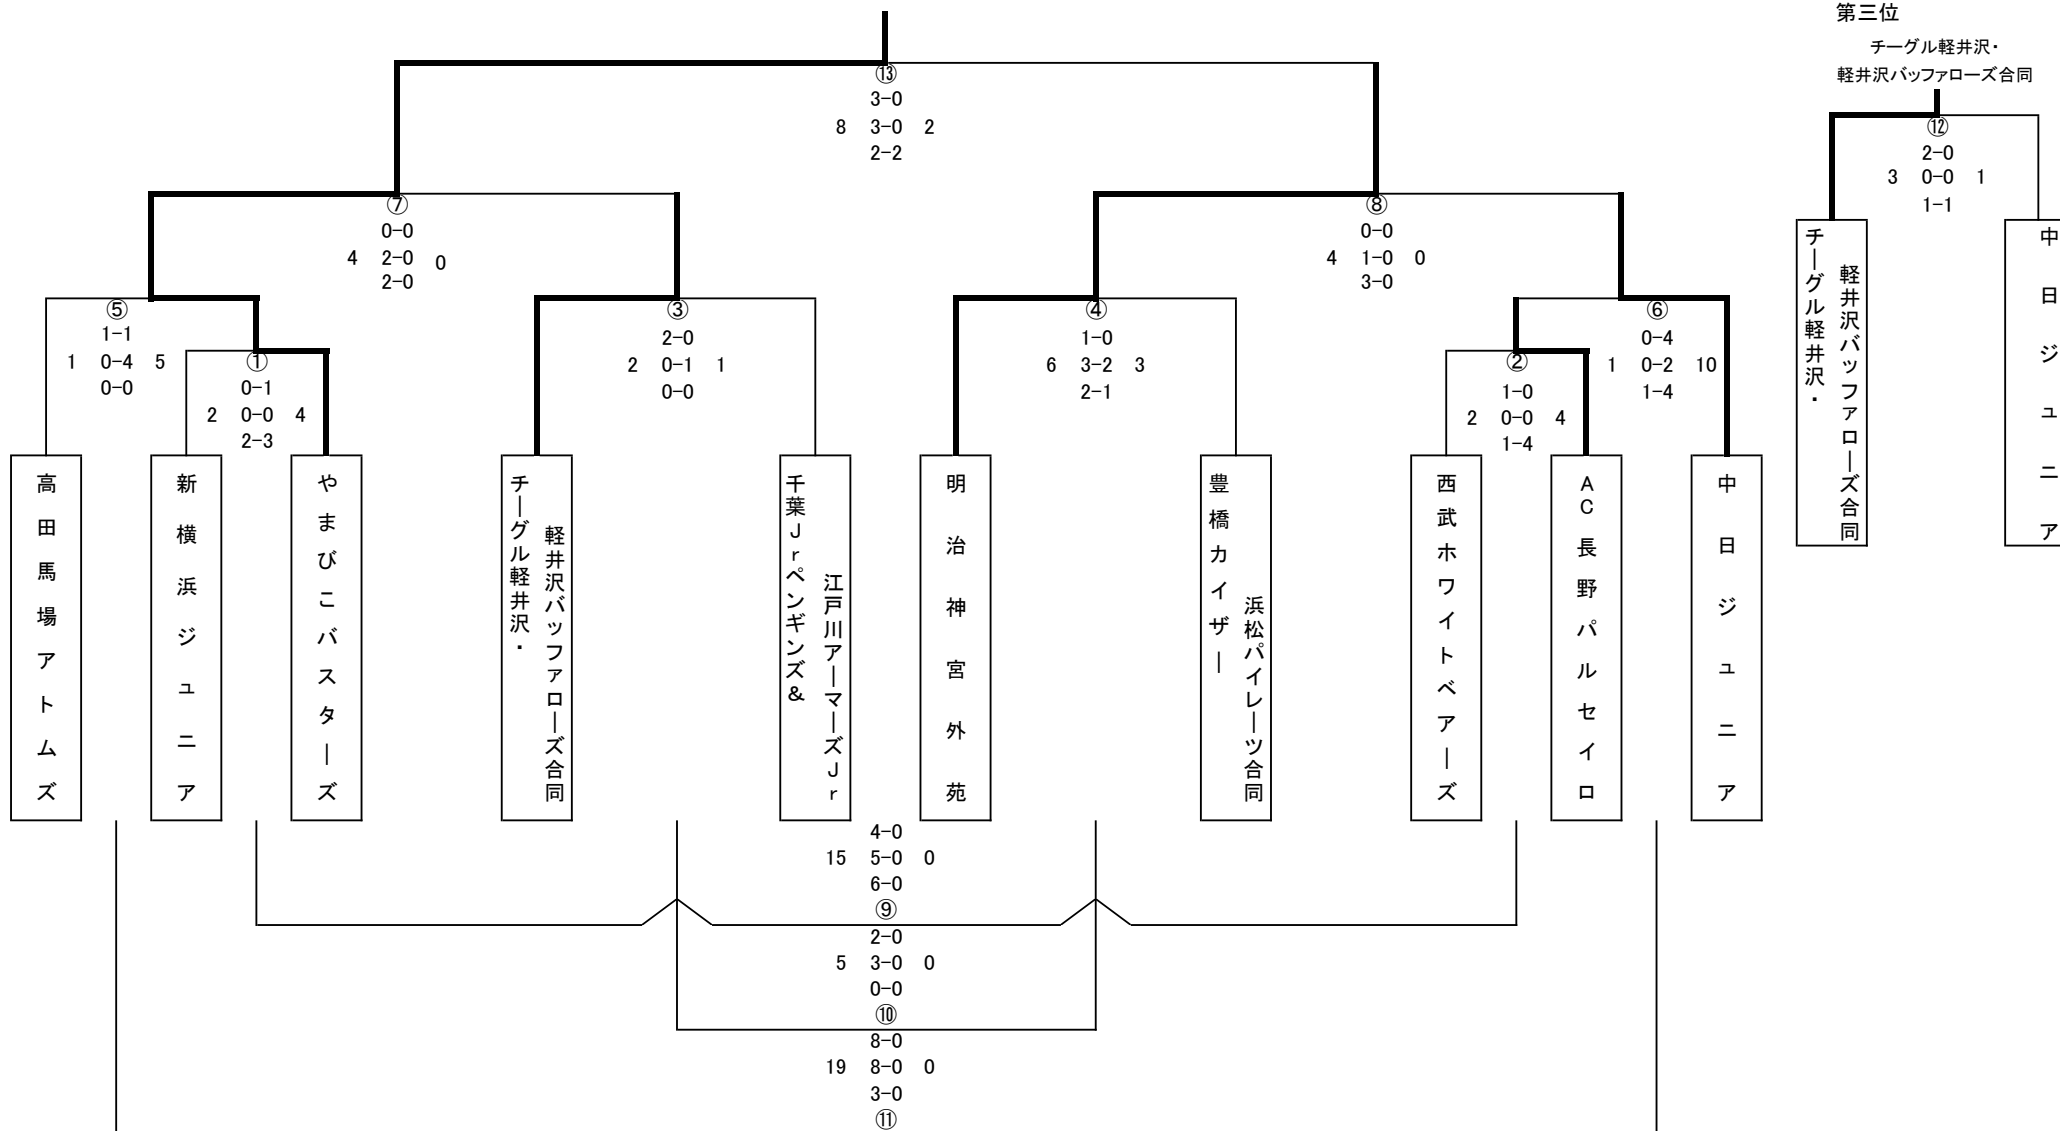 第三位
チーグル軽井沢・
軽井沢バッファローズ合同
⑬
3-0
8 3-0 2
2-2
⑫
2-0
3 0-0 1
1-1
チーグル軽井沢・
軽井沢バッファローズ合同
中日ジュニア
⑦
0-0
4 2-0 0
2-0
⑧
0-0
4 1-0 0
3-0
⑤
1-1
1 0-4 5
0-0
③
2-0
2 0-1 1
0-0
④
1-0
6 3-2 3
2-1
⑥
0-4
1 0-2 10
1-4
①
0-1
2 0-0 4
2-3
②
1-0
2 0-0 4
1-4
高田馬場アトムズ
新横浜ジュニア
やまびこバスターズ
チーグル軽井沢・
軽井沢バッファローズ合同
千葉Jrペンギンズ&
江戸川アーマーズJr
明治神宮外苑
豊橋カイザー
浜松パイレーツ合同
西武ホワイトベアーズ
AC長野パルセイロ
中日ジュニア
4-0
15 5-0 0
6-0
⑨
2-0
5 3-0 0
0-0
⑩
8-0
19 8-0 0
3-0
⑪